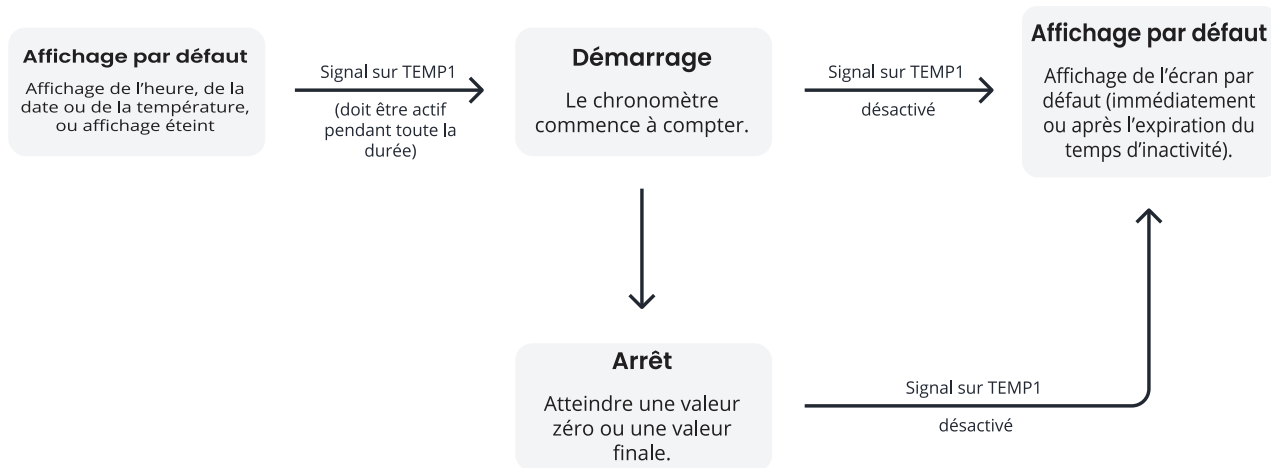 Affichage par défaut
Affichage de l’heure, de la
date ou de la température,
ou affichage éteint
Signal sur TEMP1
(doit être actif
pendant toute la
durée)
Démarrage
Le chronomètre
commence à compter.
Signal sur TEMP1
désactivé
Affichage par défaut
Affichage de l’écran par
défaut (immédiatement
ou après l’expiration du
temps d’inactivité).
Arrêt
Atteindre une valeur
zéro ou une valeur
finale.
Signal sur TEMP1
désactivé